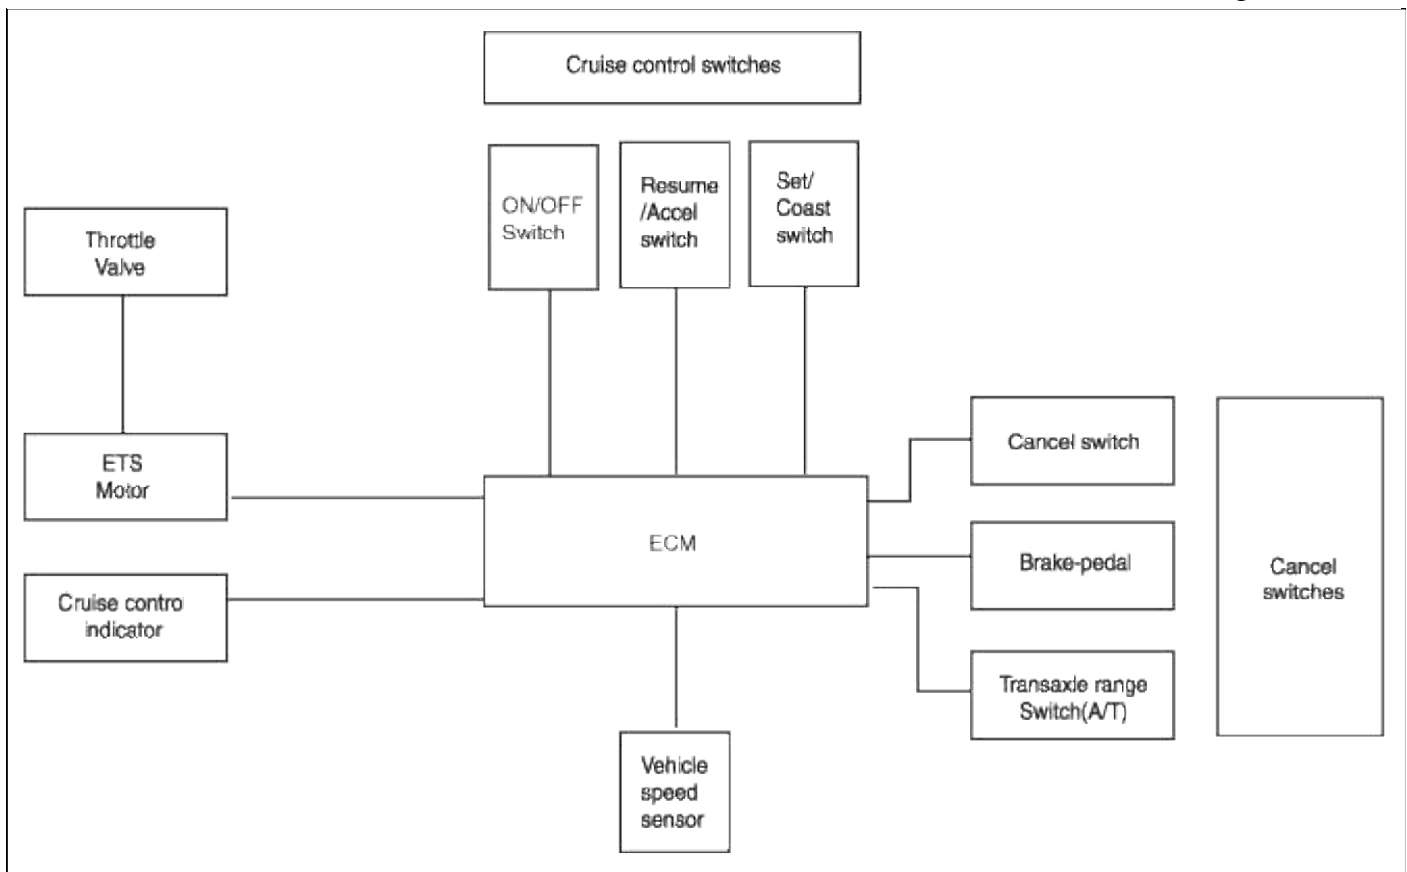 Cruise control switches
ON/OFF
Switch
Resume
/Accel
switch
Set/
Coast
switch
Throttle
Valve
ETS
Motor
Cruise control
indicator
ECM
Vehicle
speed
sensor
Cancel switch
Brake-pedal
Transaxle range
Switch(A/T)
Cancel
switches